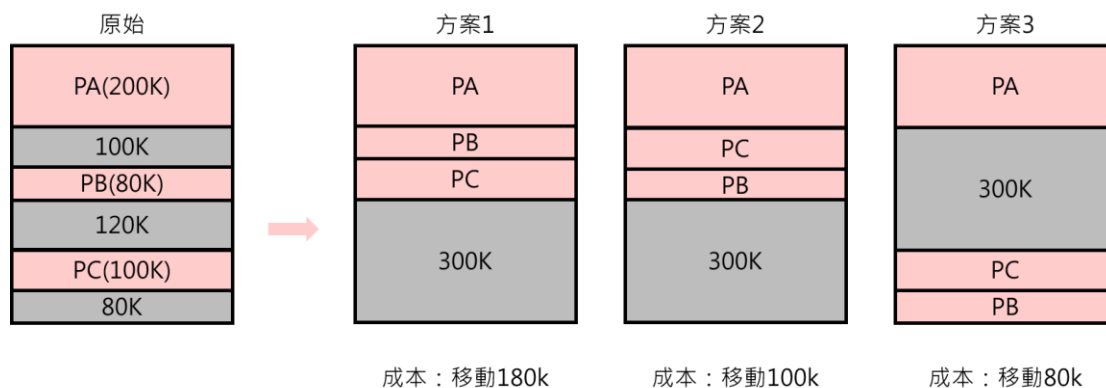 原始
PA(200K)
100K
PB(80K)
120K
PC(100K)
80K
方案1
PA
PB
PC
300K
成本：移動180k
方案2
PA
PC
PB
300K
成本：移動100k
方案3
PA
300K
PC
PB
成本：移動80k